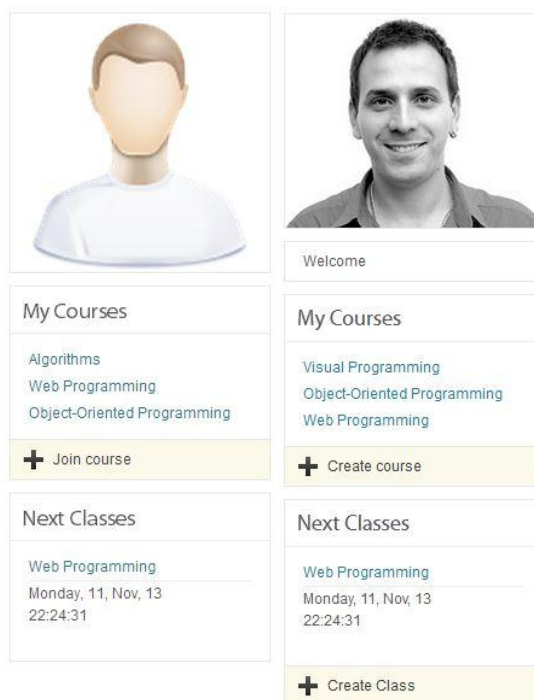 My Courses
Algorithms
Web Programming
Object-Oriented Programming
Join course
Next Classes
Web Programming
Monday, 11, Nov, 13
22:24:31
Welcome
My Courses
Visual Programming
Object-Oriented Programming
Web Programming
Create course
Next Classes
Web Programming
Monday, 11, Nov, 13
22:24:31
Create Class